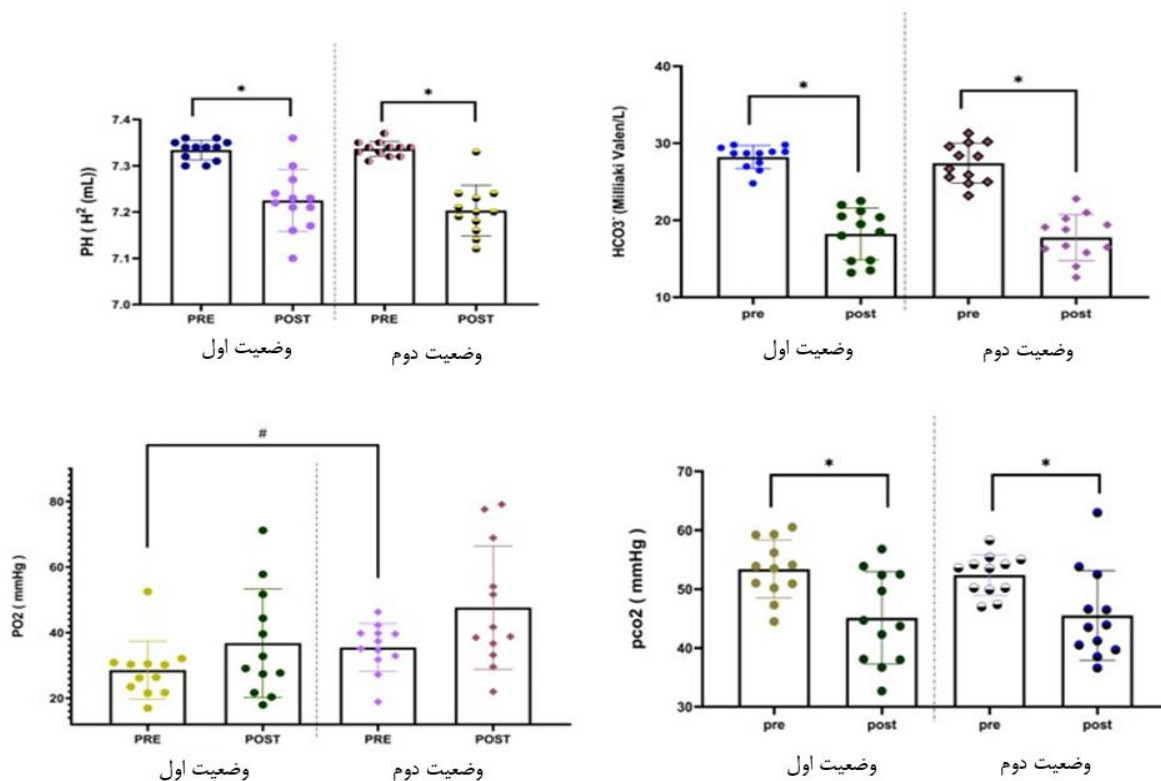 *
*
7.4
7.3
7.2
7.1
7.0
PH ( H² (mL))
PRE
POST
PRE
POST
وضعیت اول
وضعیت دوم
*
*
40
30
20
10
HCO3⁻ (Milliaki Valen/L)
pre
post
pre
post
وضعیت اول
وضعیت دوم
#
80
60
40
20
PO2 ( mmHg )
PRE
POST
PRE
POST
وضعیت اول
وضعیت دوم
*
*
70
60
50
40
30
pco2 ( mmHg )
pre
post
pre
post
وضعیت اول
وضعیت دوم